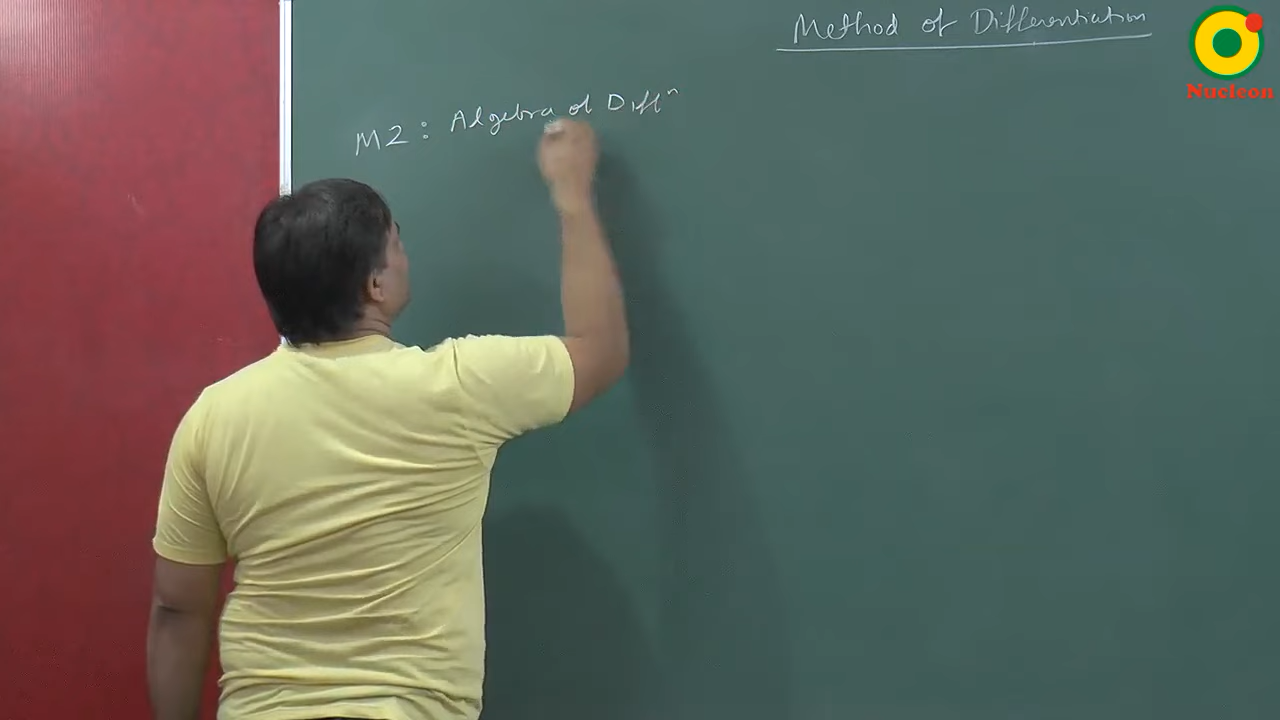 Method of Differentiation
Nucleon
M2: Algebra of Diffⁿ